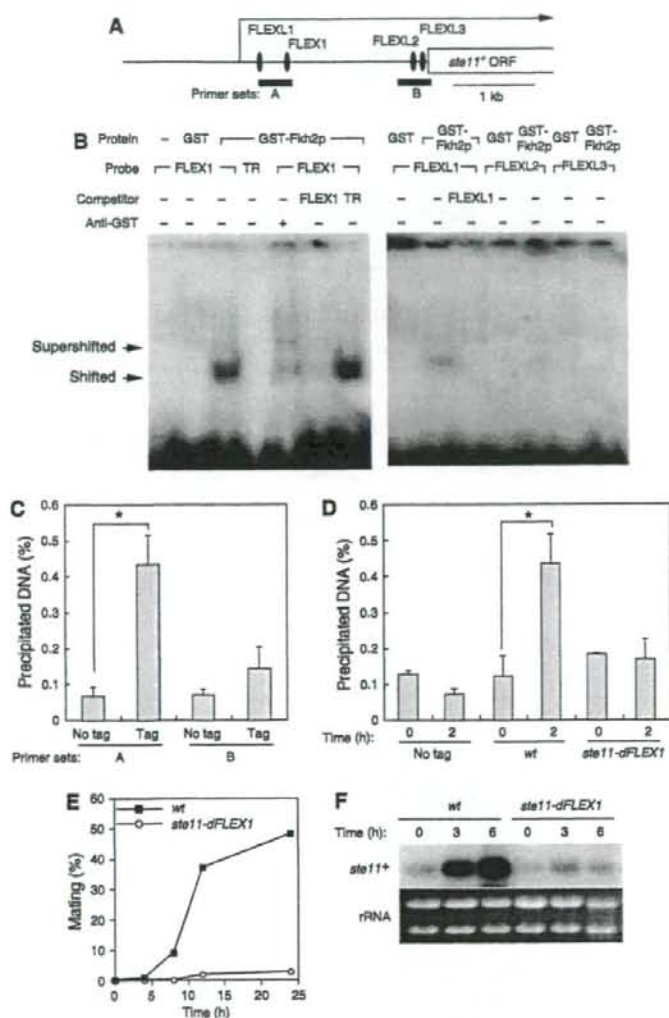 A
FLEXL1
FLEXL3
FLEX1
FLEXL2
ste11+ ORF
Primer sets: A B
1 kb
B
Protein – GST GST-Fkh2p
Probe FLEX1 TR FLEX1
Competitor – – – – – FLEX1 TR
Anti-GST – – – – + – –
GST GST-Fkh2p GST GST-Fkh2p GST GST-Fkh2p
FLEXL1 FLEXL2 FLEXL3
– – FLEXL1 – – – –
Supershifted
Shifted
C
Precipitated DNA (%)
0.6
0.5
0.4
0.3
0.2
0.1
0
*
No tag Tag No tag Tag
Primer sets: A B
D
Precipitated DNA (%)
0.6
0.5
0.4
0.3
0.2
0.1
0
*
Time (h): 0 2 0 2 0 2
No tag wt ste11-dFLEX1
E
Mating (%)
60
50
40
30
20
10
0
wt
ste11-dFLEX1
0 5 10 15 20 25
Time (h)
F
wt ste11-dFLEX1
Time (h): 0 3 6 0 3 6
ste11+
rRNA